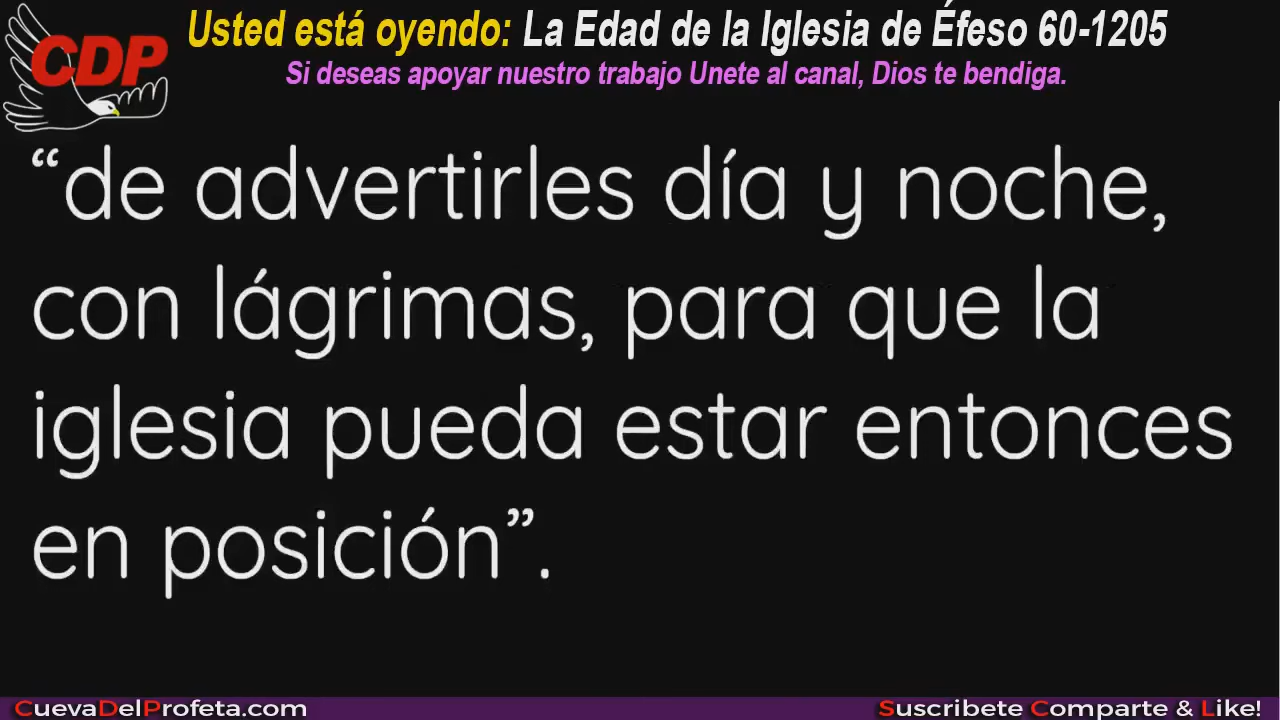 CDP
Usted está oyendo: La Edad de la Iglesia de Éfeso 60-1205
Si deseas apoyar nuestro trabajo Unete al canal, Dios te bendiga.
“de advertirles día y noche,
con lágrimas, para que la
iglesia pueda estar entonces
en posición”.
CuevaDelProfeta.com
Suscribete Comparte & Like!